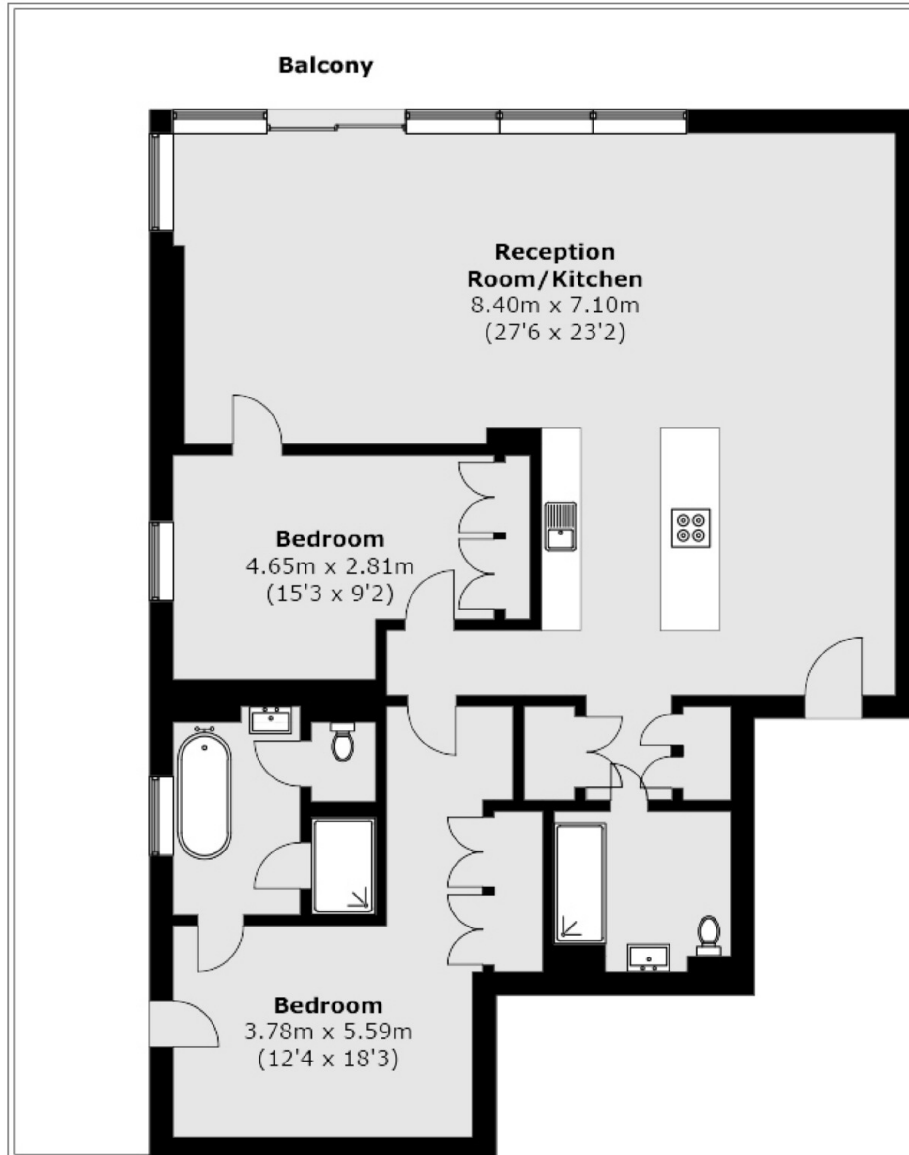 Balcony
Reception
Room/Kitchen
8.40m x 7.10m
(27'6 x 23'2)
Bedroom
4.65m x 2.81m
(15'3 x 9'2)
Bedroom
3.78m x 5.59m
(12'4 x 18'3)